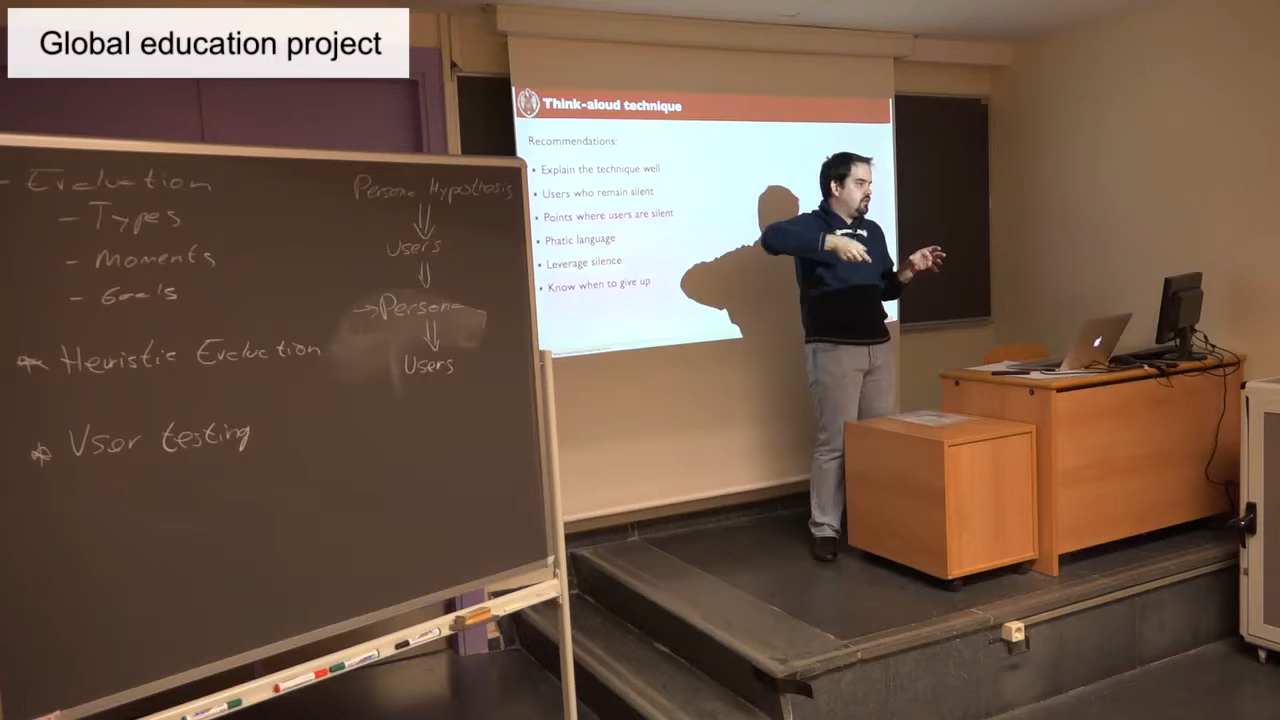 Global education project
- Evaluation
- Types
- Moments
- Goals
* Heuristic Evaluation
* User testing
Persona Hypothesis
⇓
Users
⇓
→Persona
⇓
Users
Think-aloud technique
Recommendations:
• Explain the technique well
• Users who remain silent
• Points where users are silent
• Phatic language
• Leverage silence
• Know when to give up